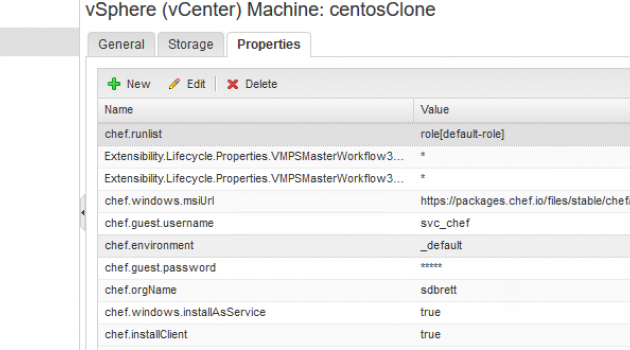 vSphere (vCenter) Machine: centosClone
General Storage Properties
New Edit Delete
Name Value
chef.runlist role[default-role]
Extensibility.Lifecycle.Properties.VMPSMasterWorkflow3... *
Extensibility.Lifecycle.Properties.VMPSMasterWorkflow3... *
chef.windows.msiUrl https://packages.chef.io/files/stable/chef/
chef.guest.username svc_chef
chef.environment _default
chef.guest.password *****
chef.orgName sdbrett
chef.windows.installAsService true
chef.installClient true